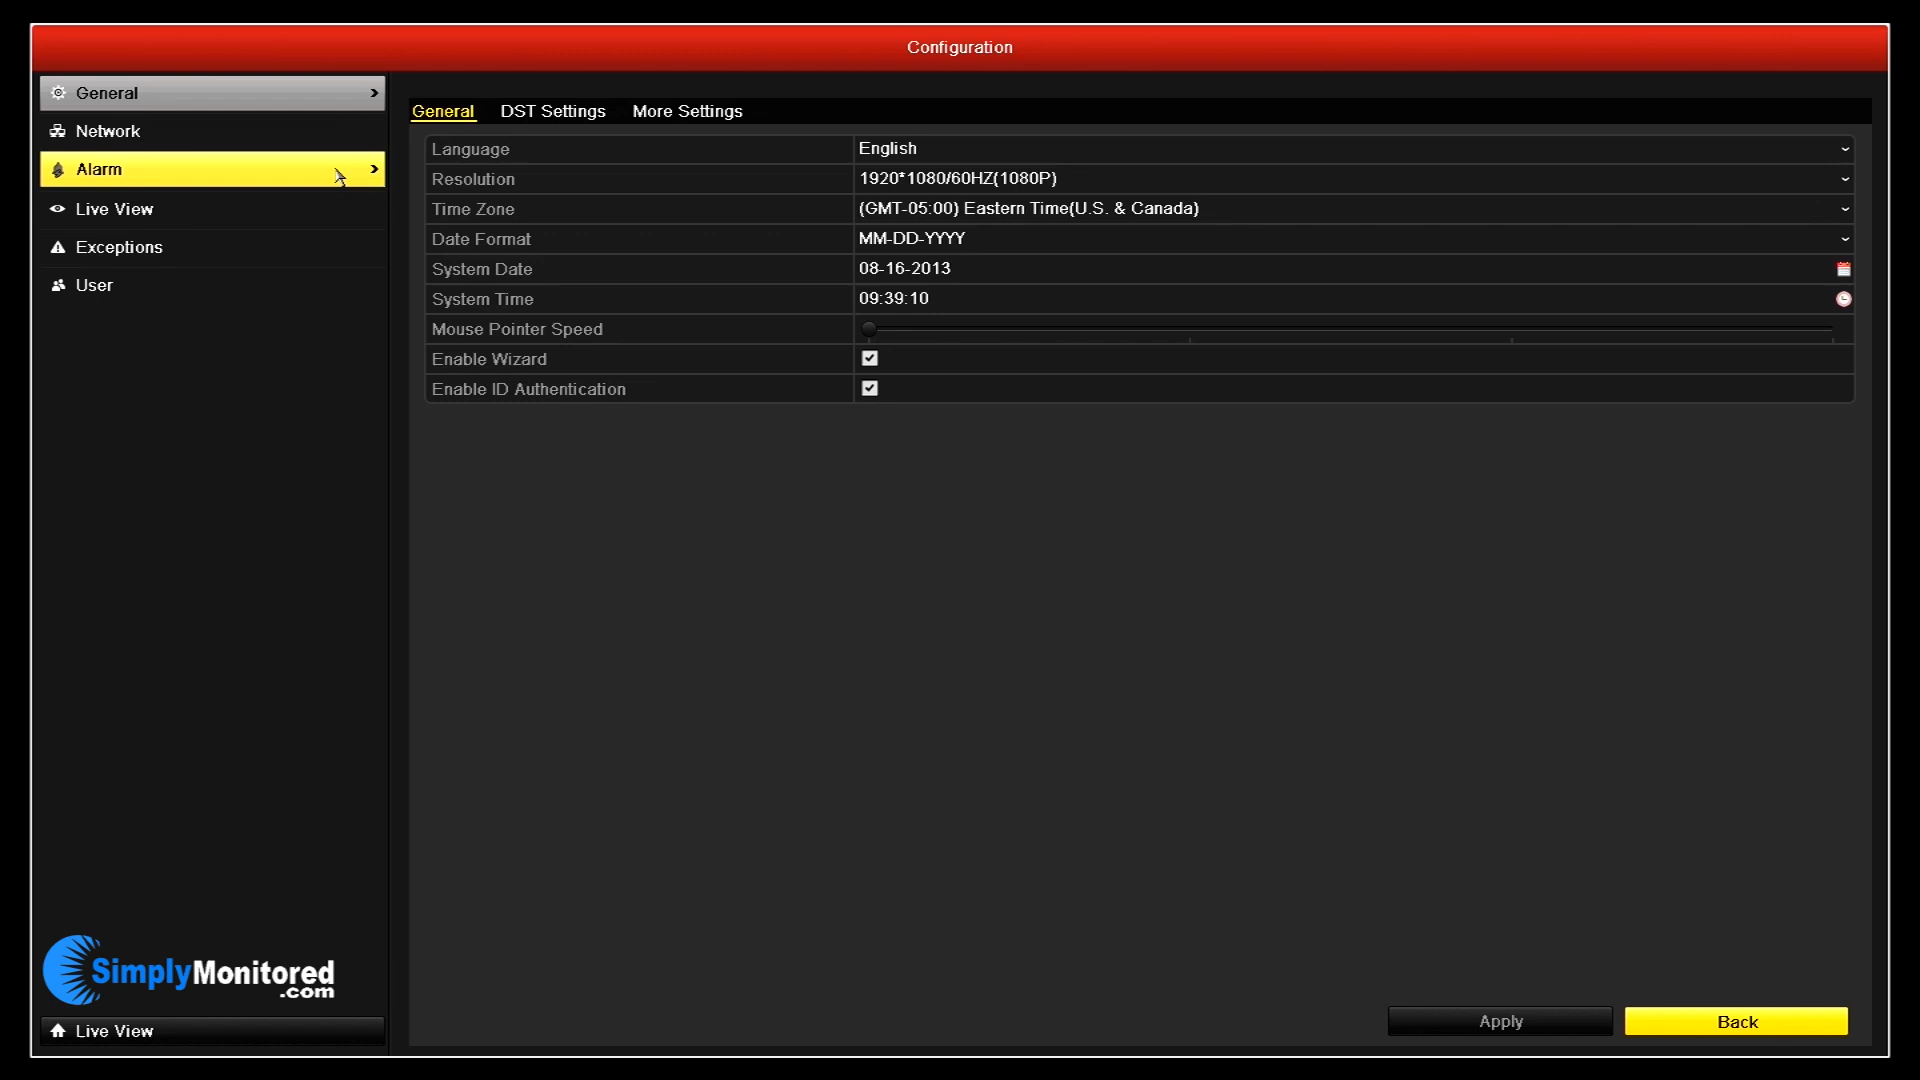 Configuration
General
Network
Alarm
Live View
Exceptions
User
General DST Settings More Settings
Language English
Resolution 1920*1080/60HZ(1080P)
Time Zone (GMT-05:00) Eastern Time(U.S. & Canada)
Date Format MM-DD-YYYY
System Date 08-16-2013
System Time 09:39:10
Mouse Pointer Speed
Enable Wizard
Enable ID Authentication
SimplyMonitored
.com
Live View
Apply Back